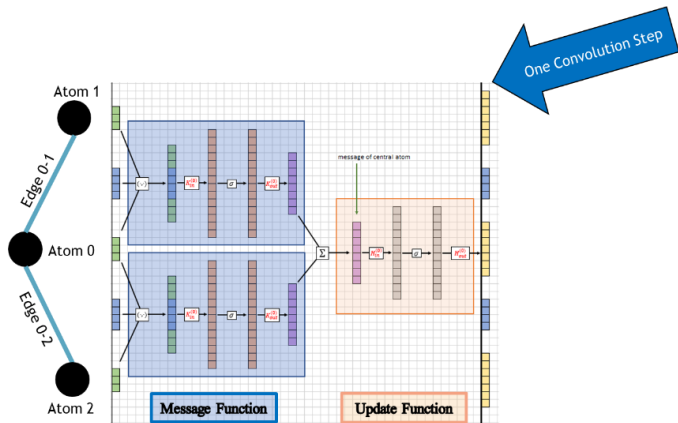 One Convolution Step
Atom 1
Edge 0-1
Atom 0
Edge 0-2
Atom 2
message of central atom
(∪)
σ
(∪)
σ
Σ
σ
Message Function
Update Function